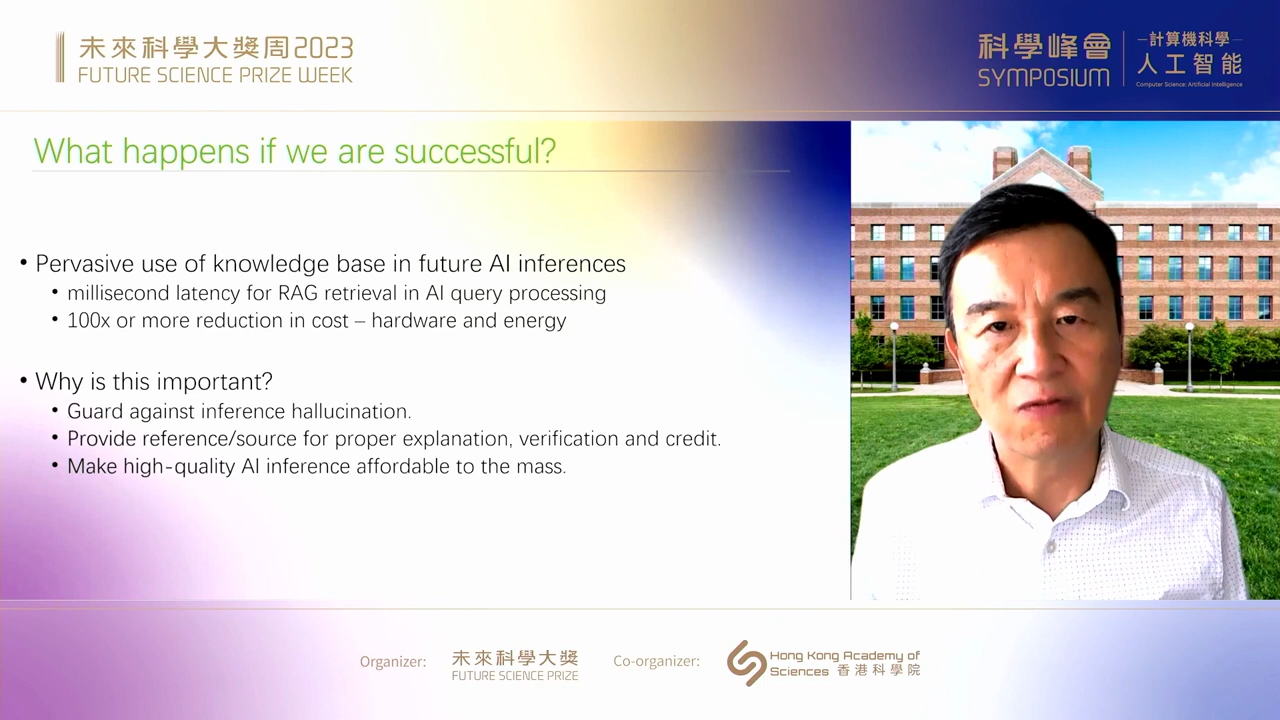 未來科學大獎周2023
FUTURE SCIENCE PRIZE WEEK
科學峰會
SYMPOSIUM
計算機科學
人工智能
Computer Science: Artificial Intelligence
What happens if we are successful?
• Pervasive use of knowledge base in future AI inferences
• millisecond latency for RAG retrieval in AI query processing
• 100x or more reduction in cost – hardware and energy
• Why is this important?
• Guard against inference hallucination.
• Provide reference/source for proper explanation, verification and credit.
• Make high-quality AI inference affordable to the mass.
Organizer:
未來科學大獎
FUTURE SCIENCE PRIZE
Co-organizer:
Hong Kong Academy of
Sciences 香港科學院